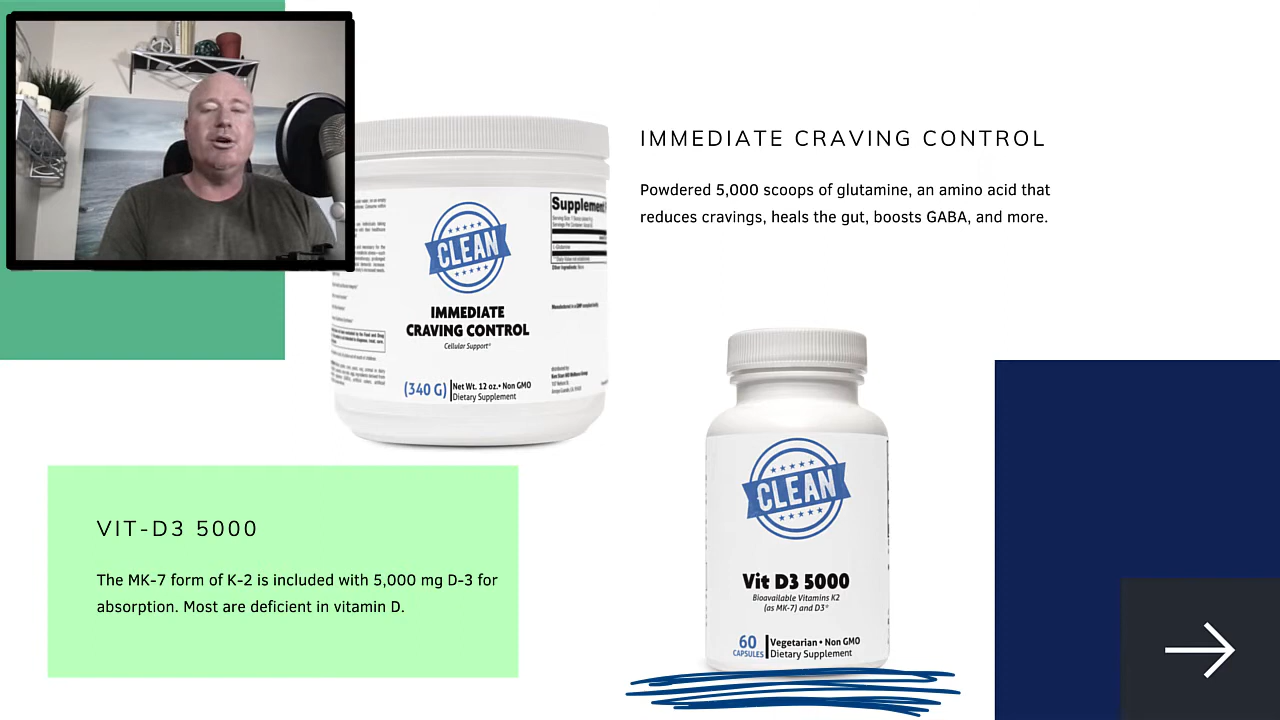 IMMEDIATE CRAVING CONTROL
Powdered 5,000 scoops of glutamine, an amino acid that
reduces cravings, heals the gut, boosts GABA, and more.
Supplement
CLEAN
IMMEDIATE
CRAVING CONTROL
Cellular Support*
(340 G) Net Wt. 12 oz. • Non GMO
Dietary Supplement
VIT-D3 5000
The MK-7 form of K-2 is included with 5,000 mg D-3 for
absorption. Most are deficient in vitamin D.
CLEAN
Vit D3 5000
Bioavailable Vitamins K2
(as MK-7) and D3*
60 Vegetarian • Non GMO
CAPSULES Dietary Supplement